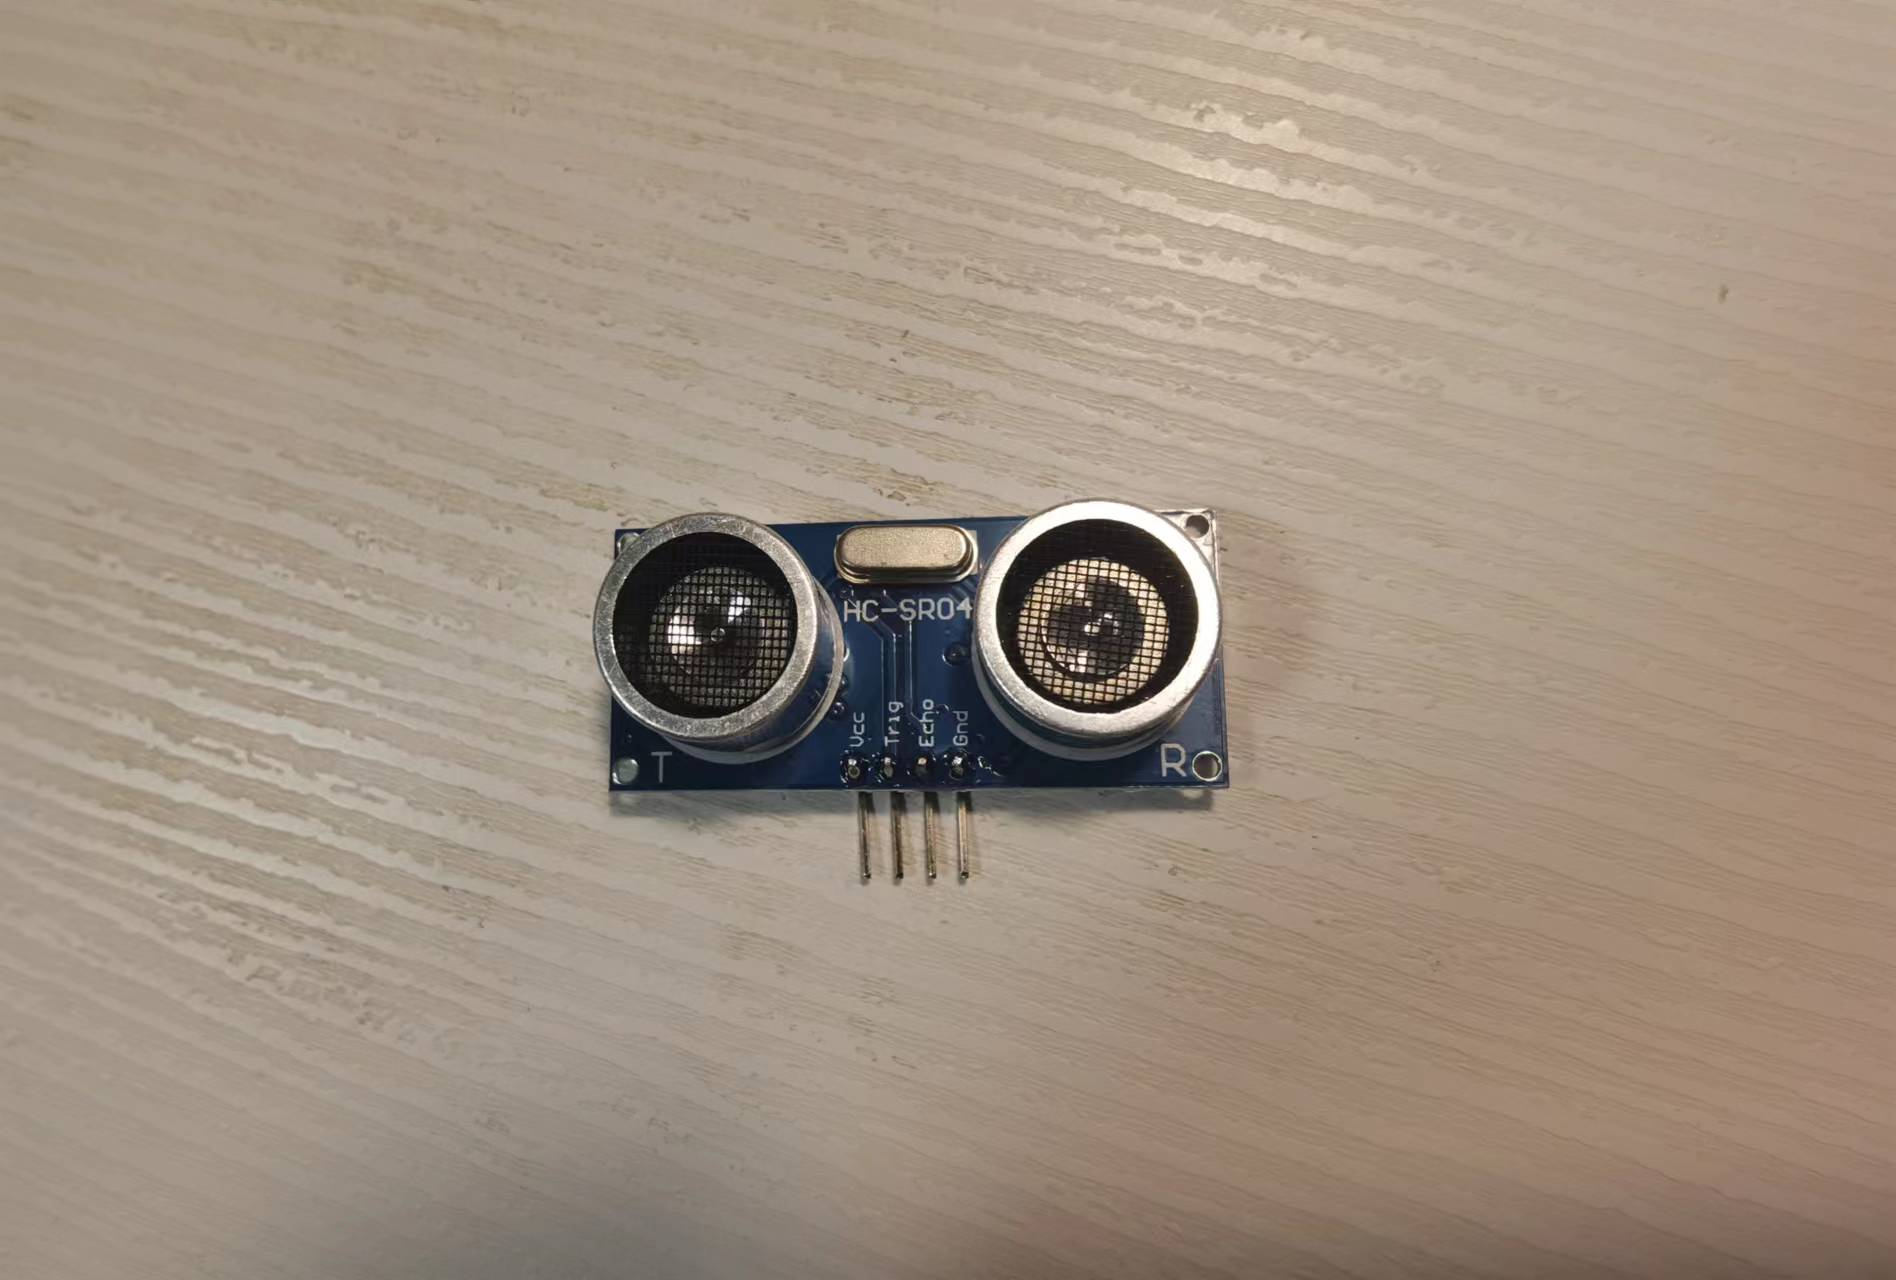 HC-SR04
Vcc
Trig
Echo
Gnd
T
R